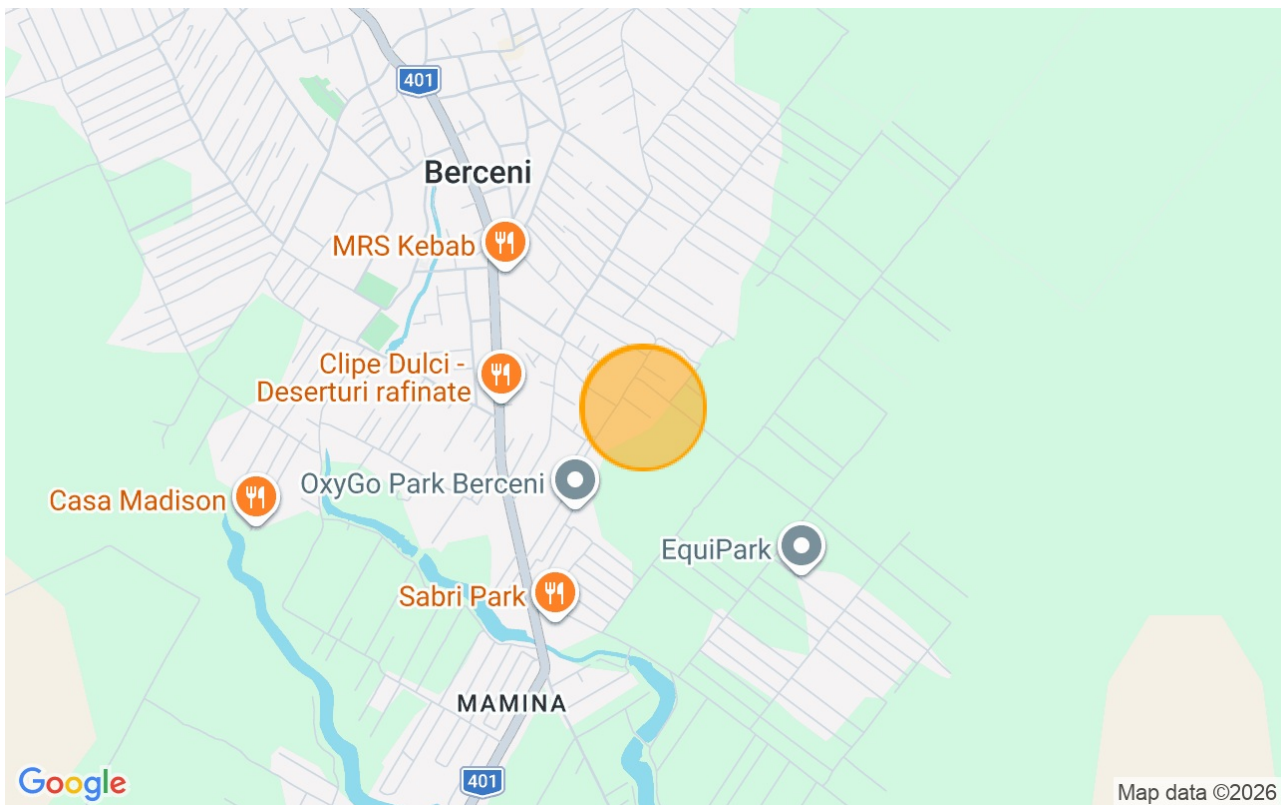 401
Berceni
MRS Kebab
Clipe Dulci -
Deserturi rafinate
OxyGo Park Berceni
Casa Madison
EquiPark
Sabri Park
MAMINA
401
Google
Map data ©2026